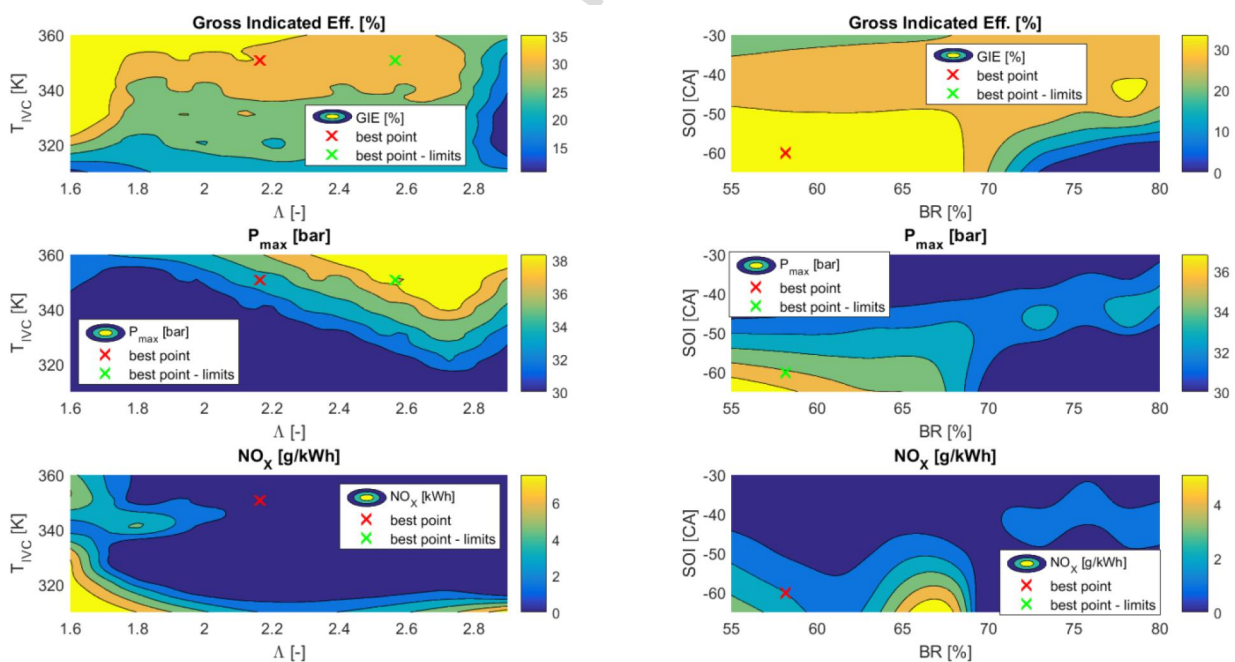 Gross Indicated Eff. [%]
360
340
320
T_IVC [K]
1.6 1.8 2 2.2 2.4 2.6 2.8
Λ [-]
35
30
25
20
15
GIE [%]
best point
best point - limits
Gross Indicated Eff. [%]
-30
-40
-50
-60
SOI [CA]
55 60 65 70 75 80
BR [%]
30
20
10
0
GIE [%]
best point
best point - limits
P_max [bar]
360
340
320
T_IVC [K]
1.6 1.8 2 2.2 2.4 2.6 2.8
Λ [-]
38
36
34
32
30
P_max [bar]
best point
best point - limits
P_max [bar]
-30
-40
-50
-60
SOI [CA]
55 60 65 70 75 80
BR [%]
36
34
32
30
P_max [bar]
best point
best point - limits
NO_X [g/kWh]
360
340
320
T_IVC [K]
1.6 1.8 2 2.2 2.4 2.6 2.8
Λ [-]
6
4
2
0
NO_X [kWh]
best point
best point - limits
NO_X [g/kWh]
-30
-40
-50
-60
SOI [CA]
55 60 65 70 75 80
BR [%]
4
2
0
NO_X [g/kWh]
best point
best point - limits